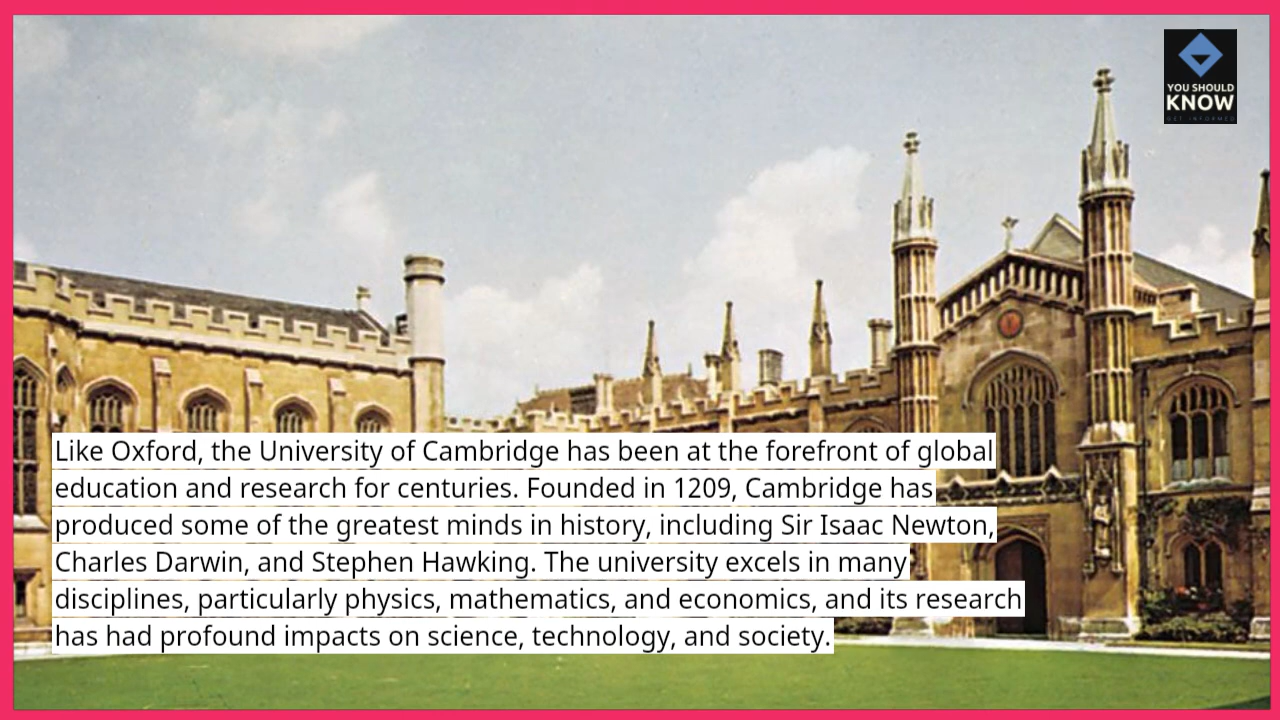 YOU SHOULD
KNOW
GET INFORMED
Like Oxford, the University of Cambridge has been at the forefront of global
education and research for centuries. Founded in 1209, Cambridge has
produced some of the greatest minds in history, including Sir Isaac Newton,
Charles Darwin, and Stephen Hawking. The university excels in many
disciplines, particularly physics, mathematics, and economics, and its research
has had profound impacts on science, technology, and society.